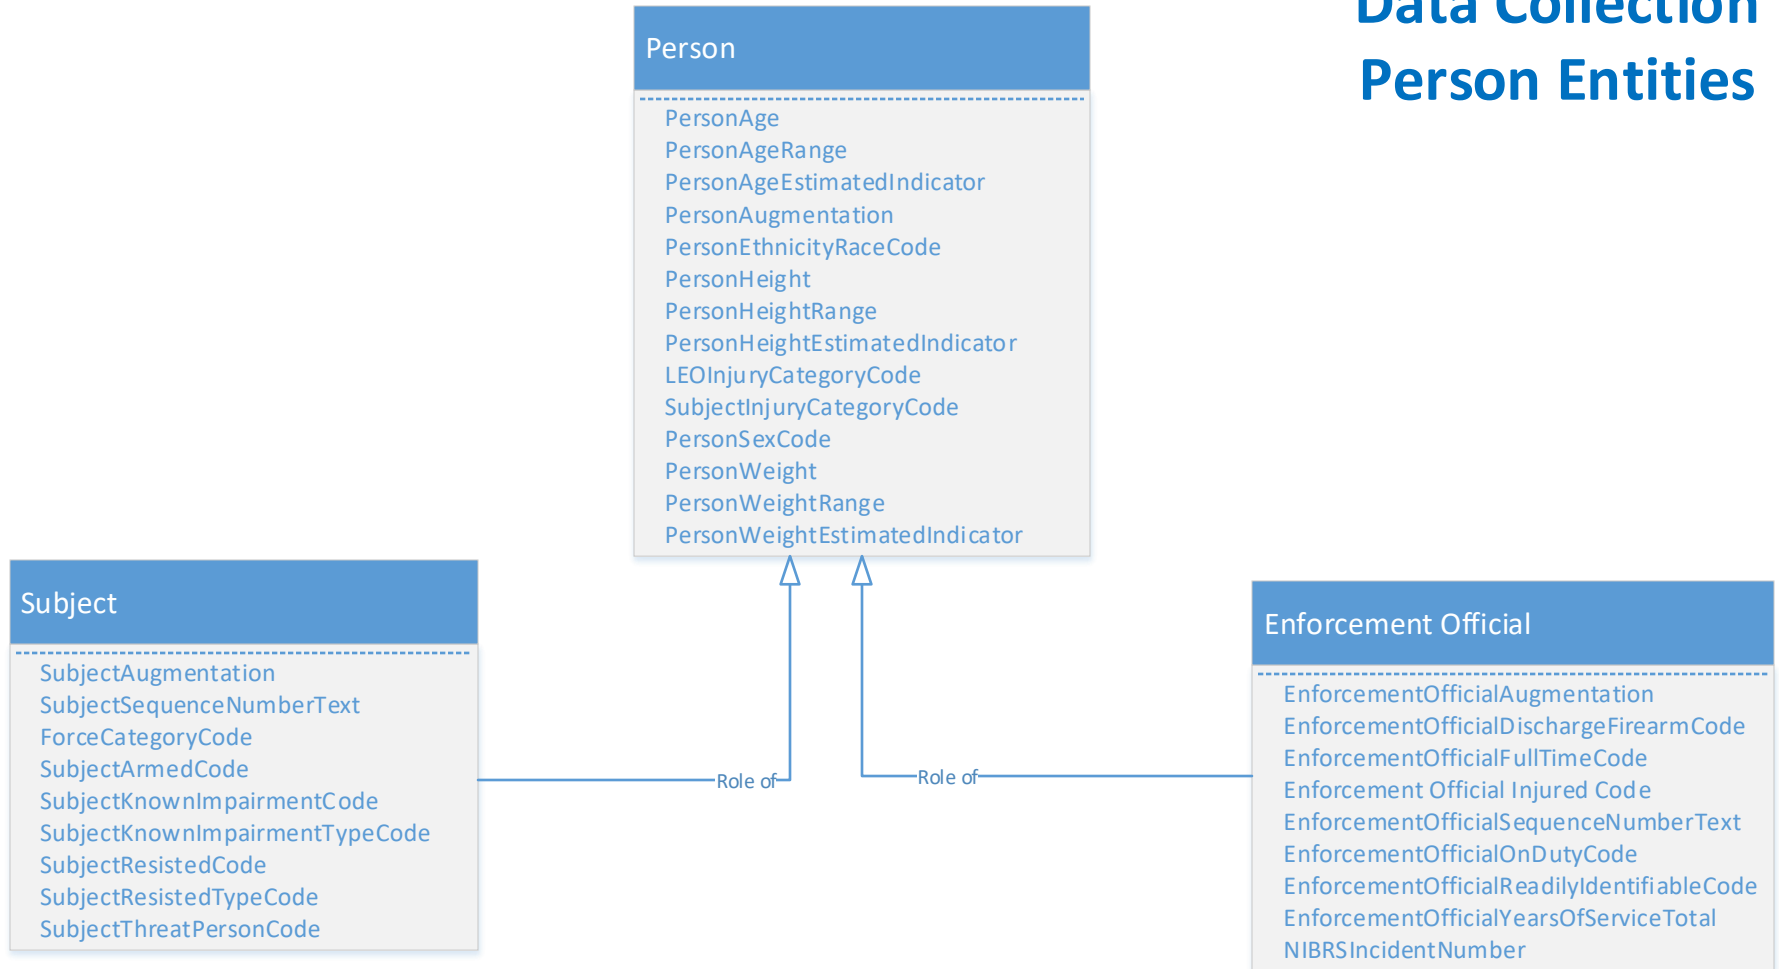 Data Collection
Person Entities
Person
PersonAge
PersonAgeRange
PersonAgeEstimatedIndicator
PersonAugmentation
PersonEthnicityRaceCode
PersonHeight
PersonHeightRange
PersonHeightEstimatedIndicator
LEOInjuryCategoryCode
SubjectInjuryCategoryCode
PersonSexCode
PersonWeight
PersonWeightRange
PersonWeightEstimatedIndicator
Subject
SubjectAugmentation
SubjectSequenceNumberText
ForceCategoryCode
SubjectArmedCode
SubjectKnownImpairmentCode
SubjectKnownImpairmentTypeCode
SubjectResistedCode
SubjectResistedTypeCode
SubjectThreatPersonCode
Role of
Role of
Enforcement Official
EnforcementOfficialAugmentation
EnforcementOfficialDischargeFirearmCode
EnforcementOfficialFullTimeCode
Enforcement Official Injured Code
EnforcementOfficialSequenceNumberText
EnforcementOfficialOnDutyCode
EnforcementOfficialReadilyIdentifiableCode
EnforcementOfficialYearsOfServiceTotal
NIBRSIncidentNumber